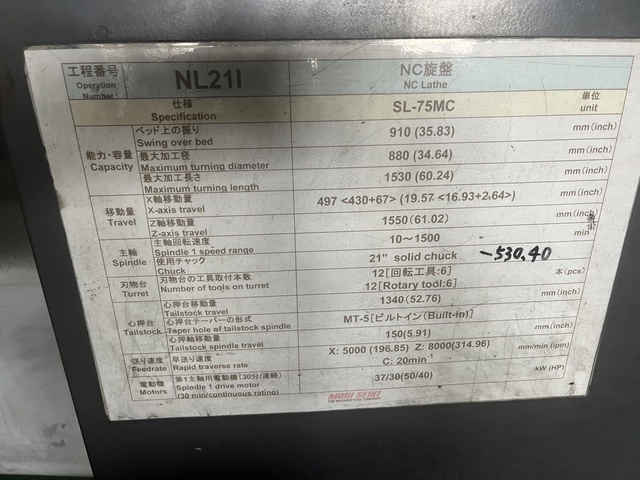 工程番号 NL21I NC旋盤
Operation Number NC Lathe
仕様 SL-75MC 単位
Specification unit
能力・容量 Capacity ベッド上の振り 910 (35.83) mm(inch)
Swing over bed
最大加工径 880 (34.64) mm(inch)
Maximum turning diameter
最大加工長さ 1530 (60.24) mm(inch)
Maximum turning length
移動量 Travel X軸移動量 497 <430+67> (19.57 <16.93+2.64>) mm(inch)
X-axis travel
Z軸移動量 1550(61.02) mm(inch)
Z-axis travel
主軸 Spindle 主軸回転速度 10～1500 min
Spindle 1 speed range
使用チャック 21" solid chuck -530.40
Chuck
刃物台 Turret 刃物台の工具取付本数 12[回転工具:6] 本(pcs)
Number of tools on turret 12[Rotary tool:6]
心押台 Tailstock 心押台移動量 1340(52.76) mm(inch)
Tailstock travel
心押台テーパーの形式 MT-5[ビルトイン(Built-in)]
Taper hole of tailstock spindle
心押軸移動量 150(5.91) mm(inch)
Tailstock spindle travel
送り速度 Feedrate 早送り速度 X: 5000 (196.85) Z: 8000(314.96) mm/min (ipm)
Rapid traverse rate C: 20min⁻¹
電動機 Motors 第1主軸用電動機 (30分/連続) 37/30(50/40) kW (HP)
Spindle 1 drive motor
(30 min/continuous rating)
MORI SEIKI
THE MACHINE TOOL COMPANY